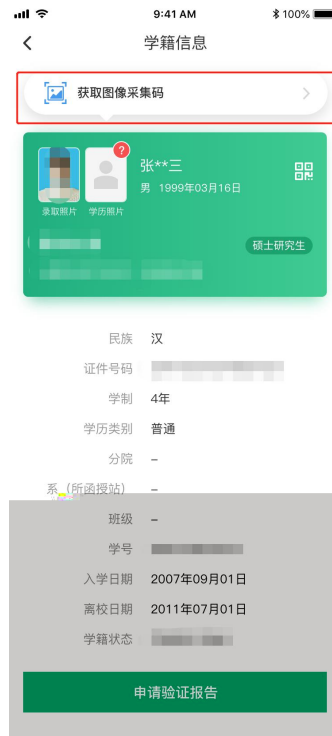 9:41 AM
100%
学籍信息
获取图像采集码
?
张**三
男 1999年03月16日
录取照片 学历照片
硕士研究生
民族 汉
证件号码
学制 4年
学历类别 普通
分院 –
系（所函授站） –
班级 –
学号
入学日期 2007年09月01日
离校日期 2011年07月01日
学籍状态
申请验证报告